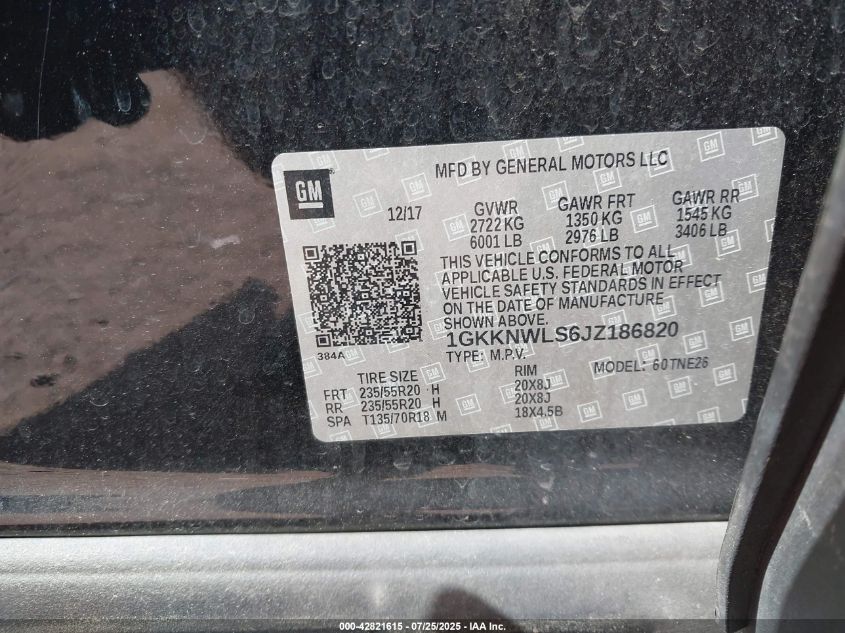 MFD BY GENERAL MOTORS LLC
GM
12/17 GVWR GAWR FRT GAWR RR
2722 KG 1350 KG 1545 KG
6001 LB 2976 LB 3406 LB
THIS VEHICLE CONFORMS TO ALL
APPLICABLE U.S. FEDERAL MOTOR
VEHICLE SAFETY STANDARDS IN EFFECT
ON THE DATE OF MANUFACTURE
SHOWN ABOVE.
1GKKNWLS6JZ186820
384A
TYPE: M.P.V. MODEL: 60TNE26
TIRE SIZE RIM
FRT 235/55R20 H 20X8J
RR 235/55R20 H 20X8J
SPA T135/70R18 M 18X4.5B
000-42821615 - 07/25/2025 - IAA Inc.